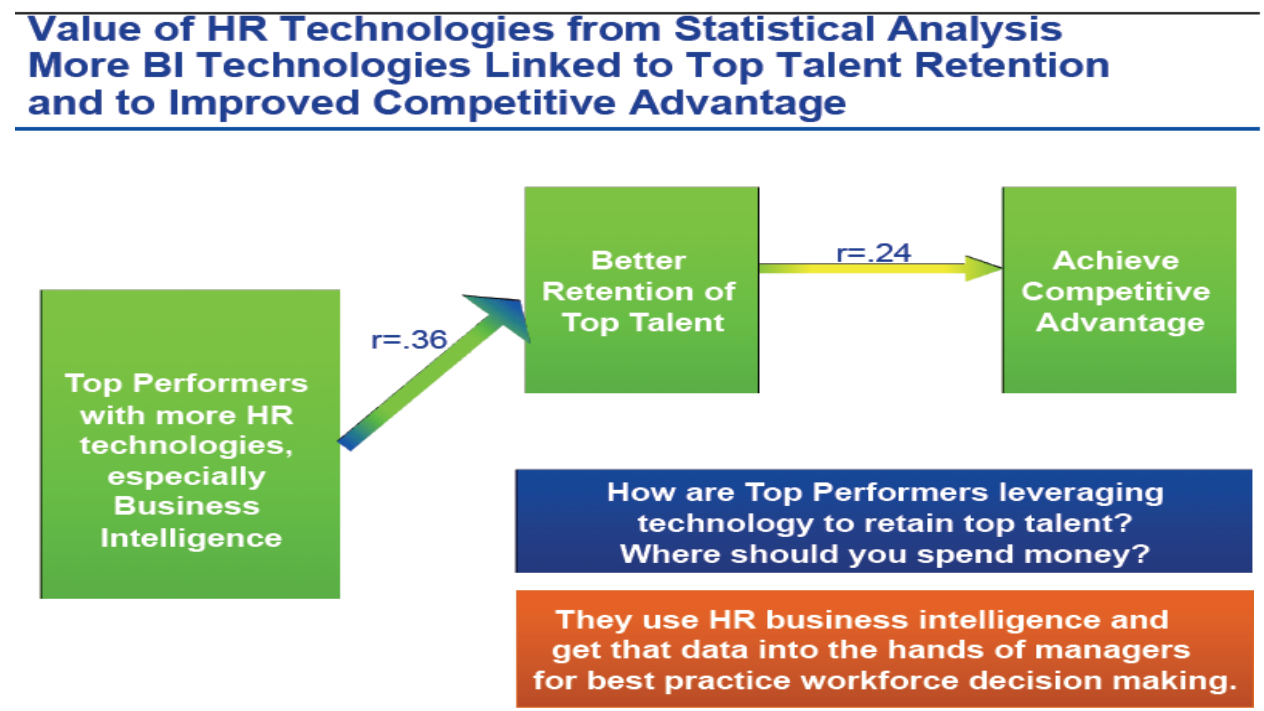 Value of HR Technologies from Statistical Analysis
More BI Technologies Linked to Top Talent Retention
and to Improved Competitive Advantage
Top Performers
with more HR
technologies,
especially
Business
Intelligence
r=.36
Better
Retention of
Top Talent
r=.24
Achieve
Competitive
Advantage
How are Top Performers leveraging
technology to retain top talent?
Where should you spend money?
They use HR business intelligence and
get that data into the hands of managers
for best practice workforce decision making.